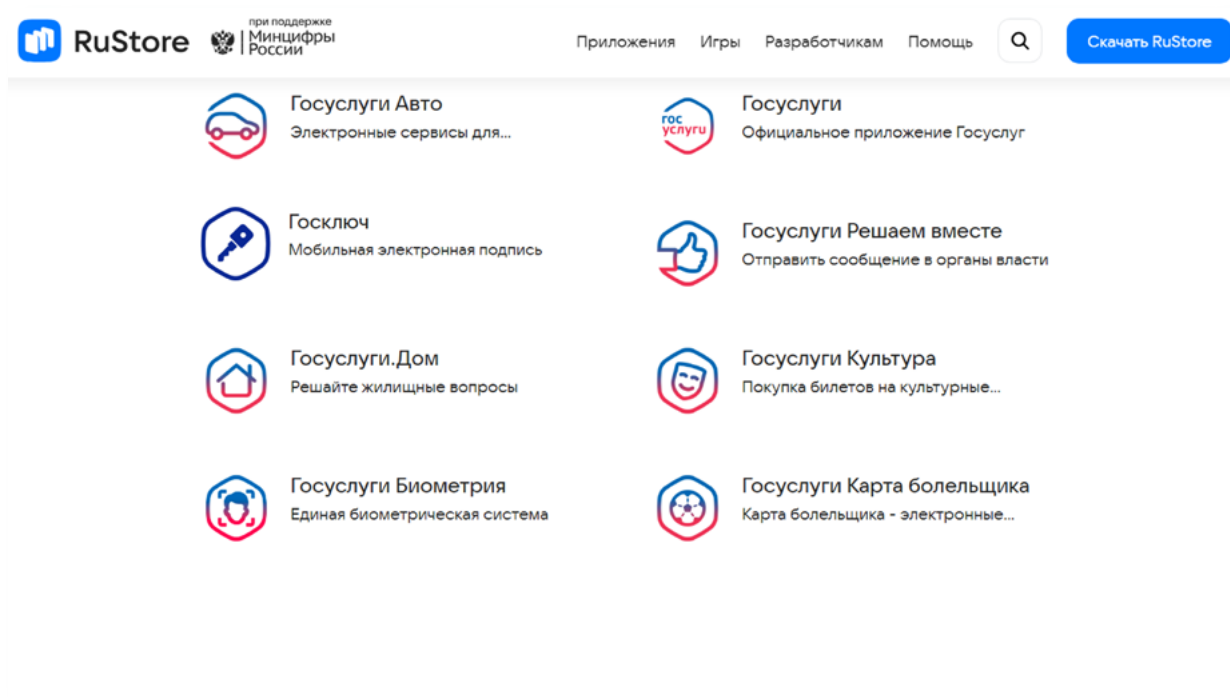 RuStore
при поддержке
Минцифры
России
Приложения Игры Разработчикам Помощь
Скачать RuStore
Госуслуги Авто
Электронные сервисы для...
гос
услуги
Госуслуги
Официальное приложение Госуслуг
Госключ
Мобильная электронная подпись
Госуслуги Решаем вместе
Отправить сообщение в органы власти
Госуслуги.Дом
Решайте жилищные вопросы
Госуслуги Культура
Покупка билетов на культурные...
Госуслуги Биометрия
Единая биометрическая система
Госуслуги Карта болельщика
Карта болельщика - электронные...